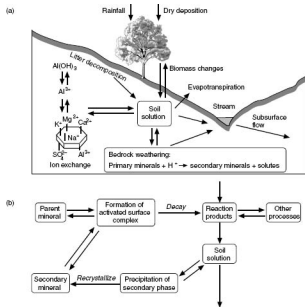 (a)
Rainfall
Dry deposition
Litter decomposition
Al(OH)3
Biomass changes
Al3+
Evapotranspiration
Soil
solution
Stream
Subsurface
flow
Mg2+
K+
Ca2+
Na+
SO42–
Al3+
Ion exchange
Bedrock weathering:
Primary minerals + H+ → secondary minerals + solutes
(b)
Parent
mineral
Formation of
activated surface
complex
Decay
Reaction
products
Other
processes
Soil
solution
Secondary
mineral
Recrystallize
Precipitation of
secondary phase